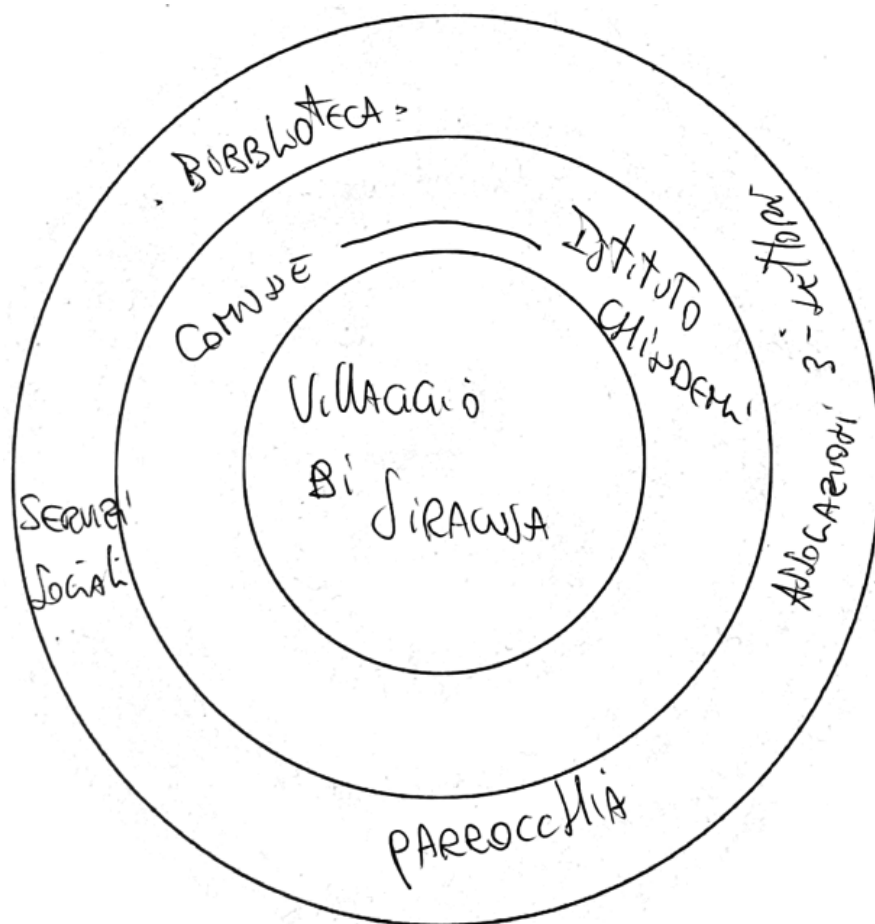 . BIBBLIOTECA .
COMUNE
ISTITUTO
CHINDEMI
VILLAGGIO
DI
SIRACUSA
SERVIZI
SOCIALI
ASSOCIAZIONI 3° SETTORE
PARROCCHIA